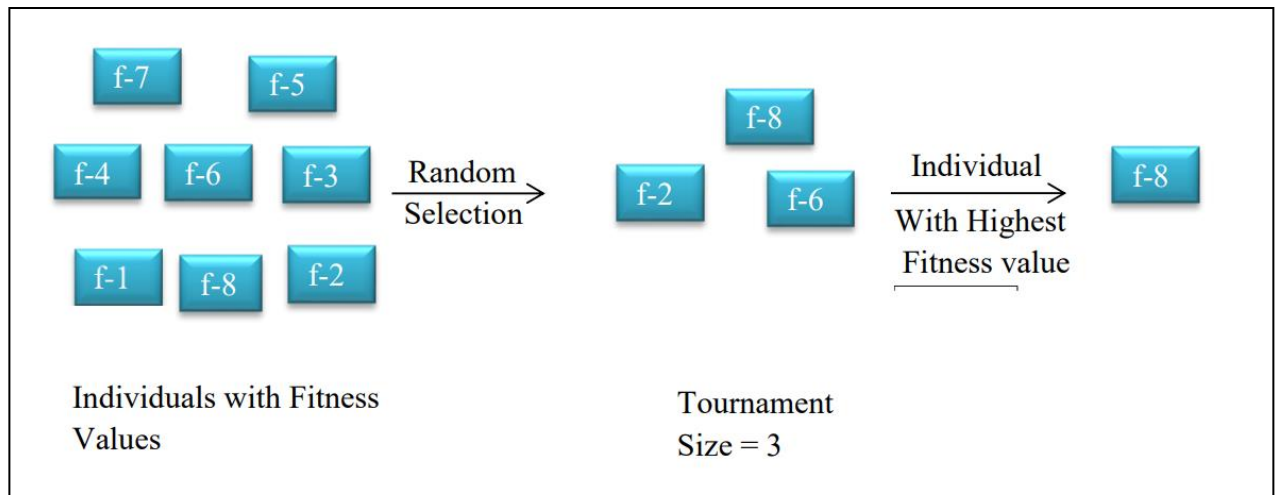 f-7
f-5
f-4
f-6
f-3
f-1
f-8
f-2
Individuals with Fitness
Values
Random
Selection
f-8
f-2
f-6
Tournament
Size = 3
Individual
With Highest
Fitness value
f-8